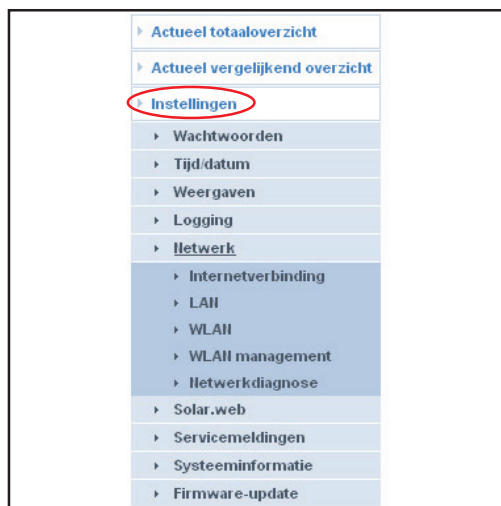 Actueel totaaloverzicht
Actueel vergelijkend overzicht
Instellingen
Wachtwoorden
Tijd/datum
Weergaven
Logging
Netwerk
Internetverbinding
LAN
WLAN
WLAN management
Netwerkdiagnose
Solar.web
Servicemeldingen
Systeeminformatie
Firmware-update